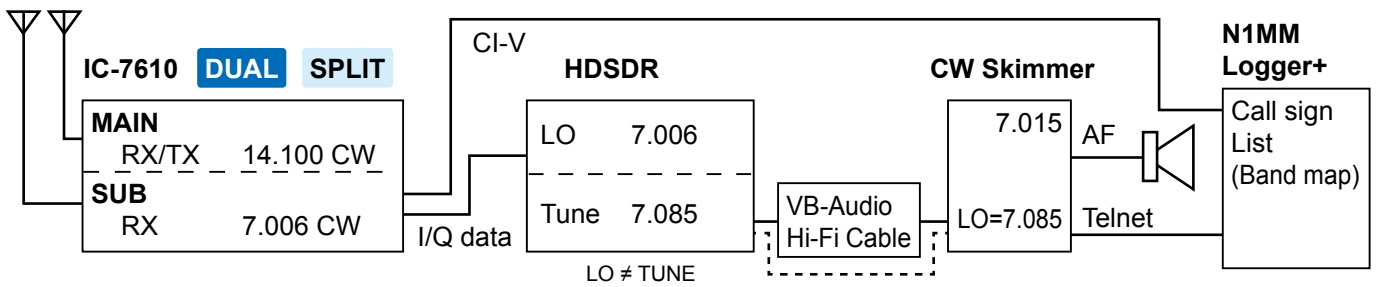 IC-7610 DUAL SPLIT
MAIN
RX/TX 14.100 CW
SUB
RX 7.006 CW
CI-V
I/Q data
HDSDR
LO 7.006
Tune 7.085
LO ≠ TUNE
VB-Audio
Hi-Fi Cable
CW Skimmer
7.015
LO=7.085
AF
Telnet
N1MM
Logger+
Call sign
List
(Band map)